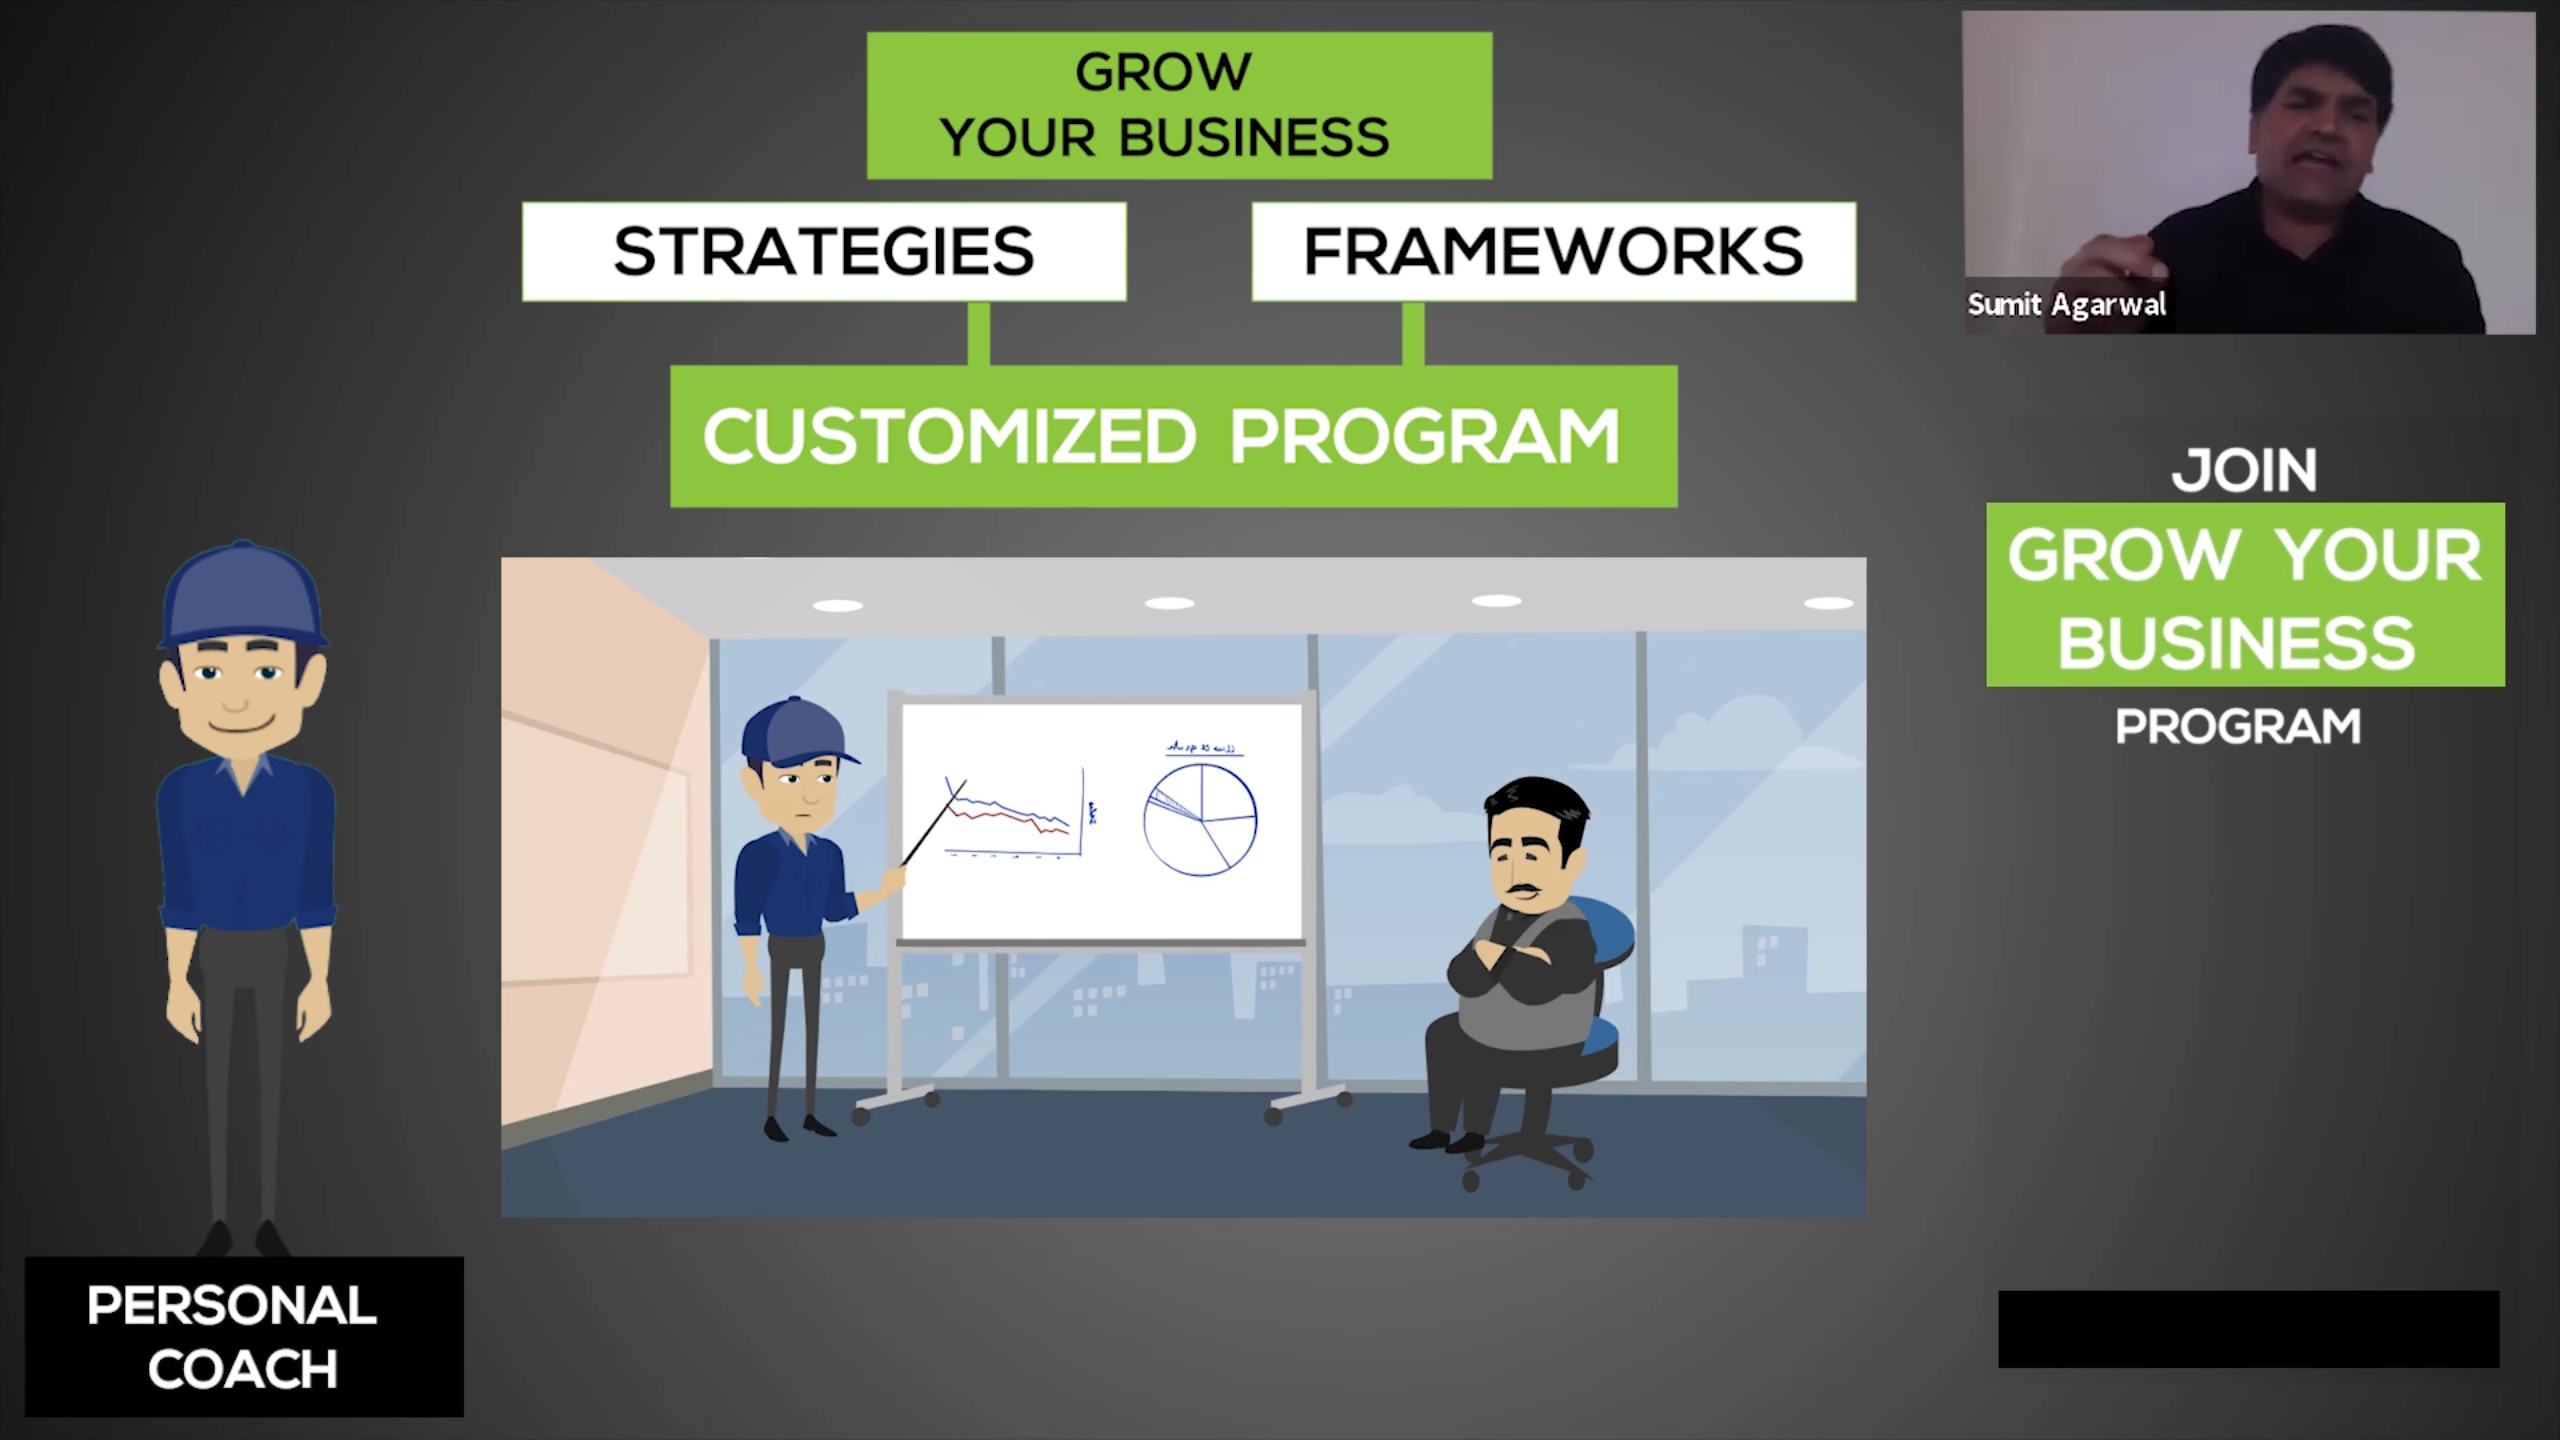 GROW
YOUR BUSINESS
STRATEGIES
FRAMEWORKS
CUSTOMIZED PROGRAM
Sumit Agarwal
JOIN
GROW YOUR
BUSINESS
PROGRAM
PERSONAL
COACH